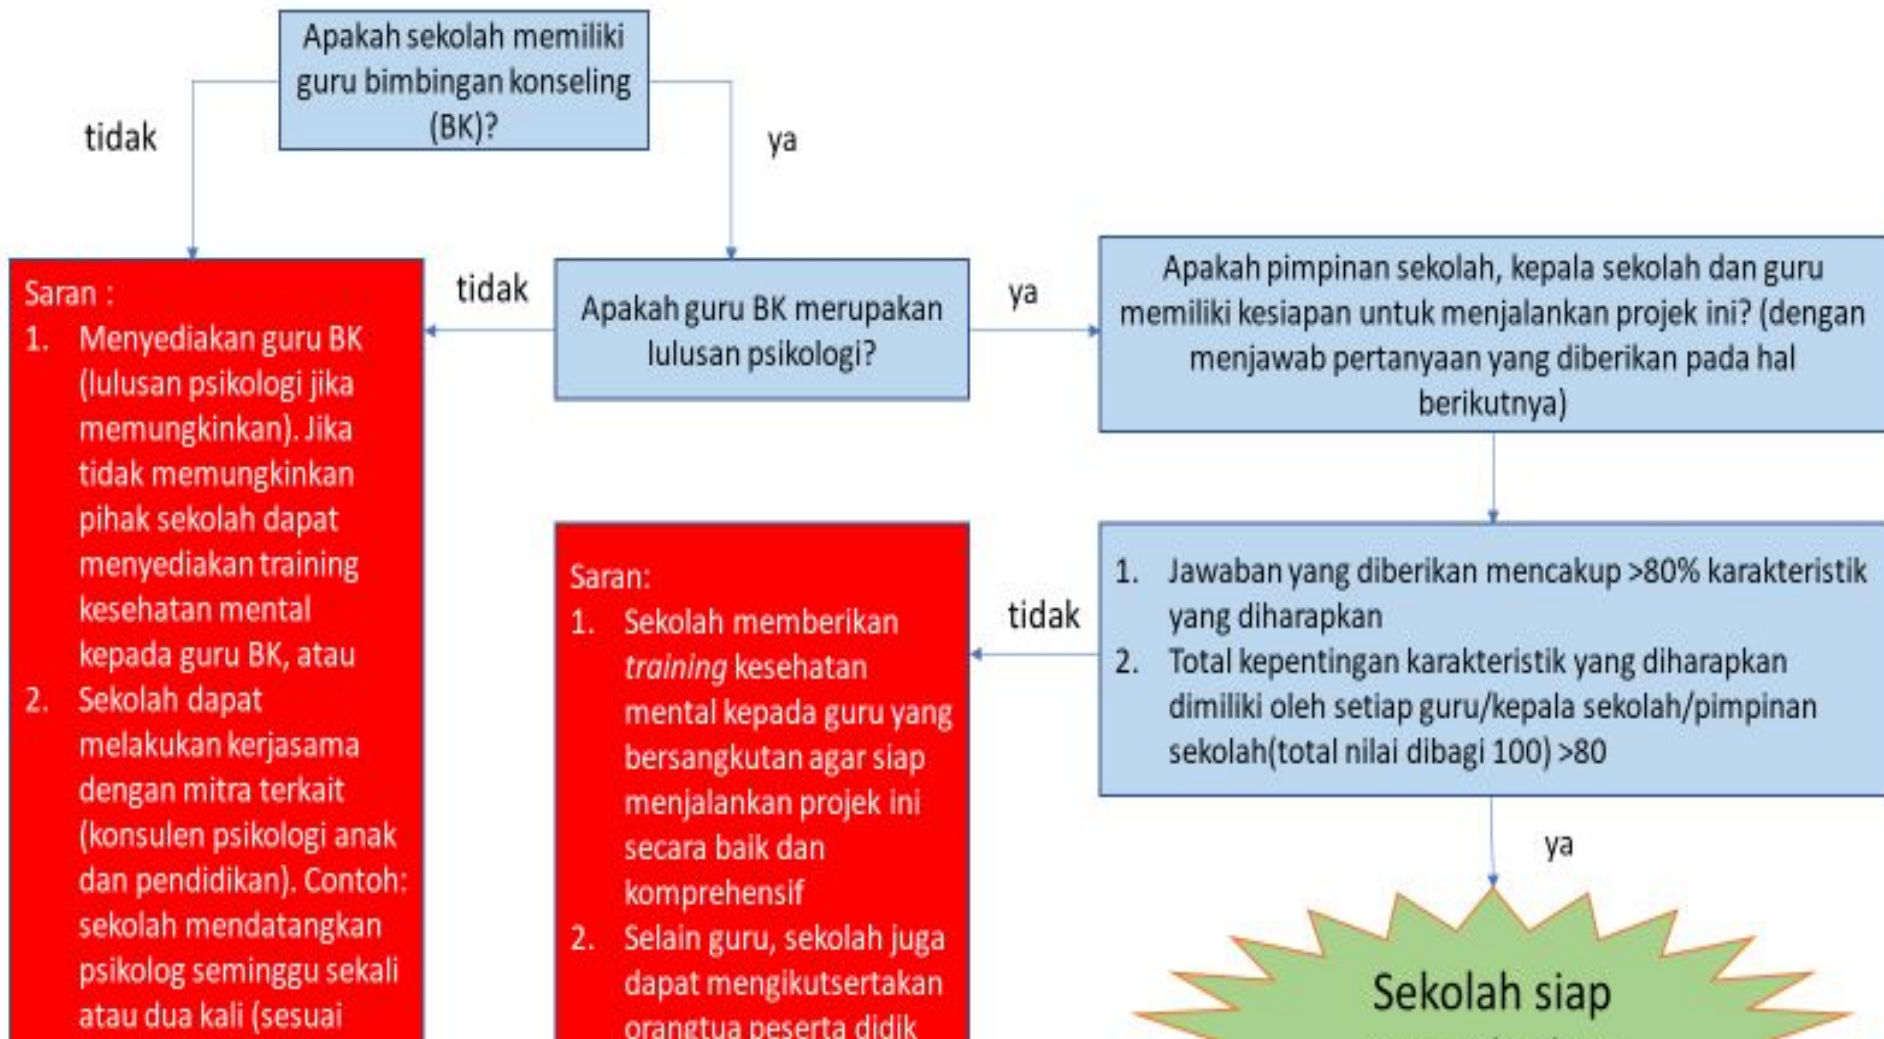 Apakah sekolah memiliki
guru bimbingan konseling
(BK)?
tidak
ya
Saran :
1. Menyediakan guru BK
(lulusan psikologi jika
memungkinkan). Jika
tidak memungkinkan
pihak sekolah dapat
menyediakan training
kesehatan mental
kepada guru BK, atau
2. Sekolah dapat
melakukan kerjasama
dengan mitra terkait
(konsulen psikologi anak
dan pendidikan). Contoh:
sekolah mendatangkan
psikolog seminggu sekali
atau dua kali (sesuai
tidak
Apakah guru BK merupakan
lulusan psikologi?
ya
Apakah pimpinan sekolah, kepala sekolah dan guru
memiliki kesiapan untuk menjalankan projek ini? (dengan
menjawab pertanyaan yang diberikan pada hal
berikutnya)
1. Jawaban yang diberikan mencakup >80% karakteristik
yang diharapkan
2. Total kepentingan karakteristik yang diharapkan
dimiliki oleh setiap guru/kepala sekolah/pimpinan
sekolah(total nilai dibagi 100) >80
tidak
Saran:
1. Sekolah memberikan
training kesehatan
mental kepada guru yang
bersangkutan agar siap
menjalankan projek ini
secara baik dan
komprehensif
2. Selain guru, sekolah juga
dapat mengikutsertakan
orangtua peserta didik
ya
Sekolah siap